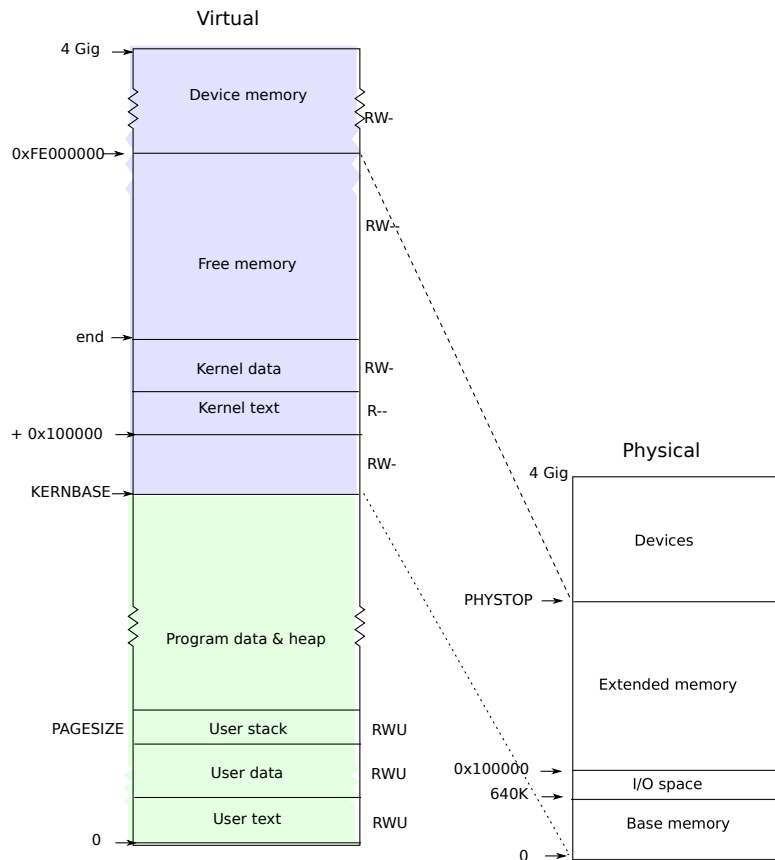 Virtual
4 Gig
Device memory
RW-
0xFE000000
RW--
Free memory
end
Kernel data
RW-
Kernel text
R--
+ 0x100000
RW-
KERNBASE
Program data & heap
PAGESIZE
User stack
RWU
User data
RWU
User text
RWU
0
Physical
4 Gig
Devices
PHYSTOP
Extended memory
0x100000
I/O space
640K
Base memory
0